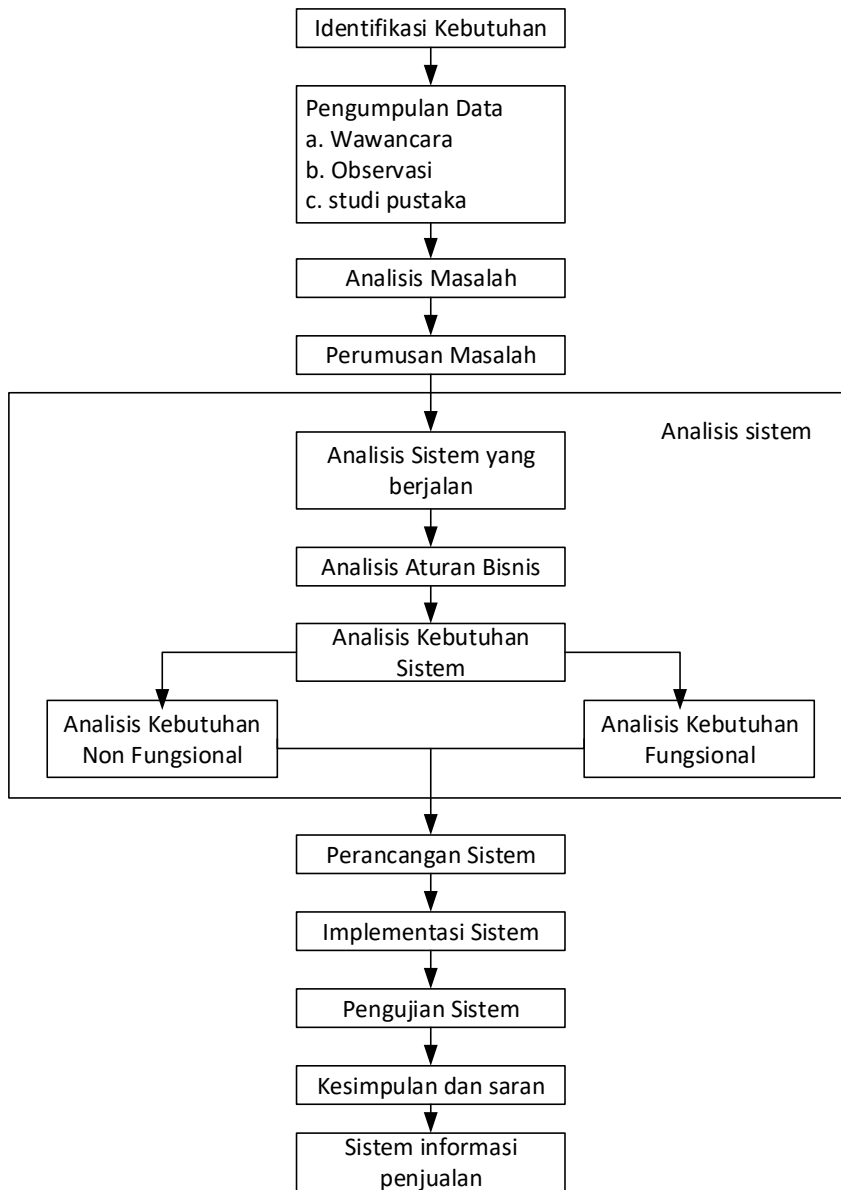 Identifikasi Kebutuhan
Pengumpulan Data
a. Wawancara
b. Observasi
c. studi pustaka
Analisis Masalah
Perumusan Masalah
Analisis sistem
Analisis Sistem yang
berjalan
Analisis Aturan Bisnis
Analisis Kebutuhan
Sistem
Analisis Kebutuhan
Non Fungsional
Analisis Kebutuhan
Fungsional
Perancangan Sistem
Implementasi Sistem
Pengujian Sistem
Kesimpulan dan saran
Sistem informasi
penjualan